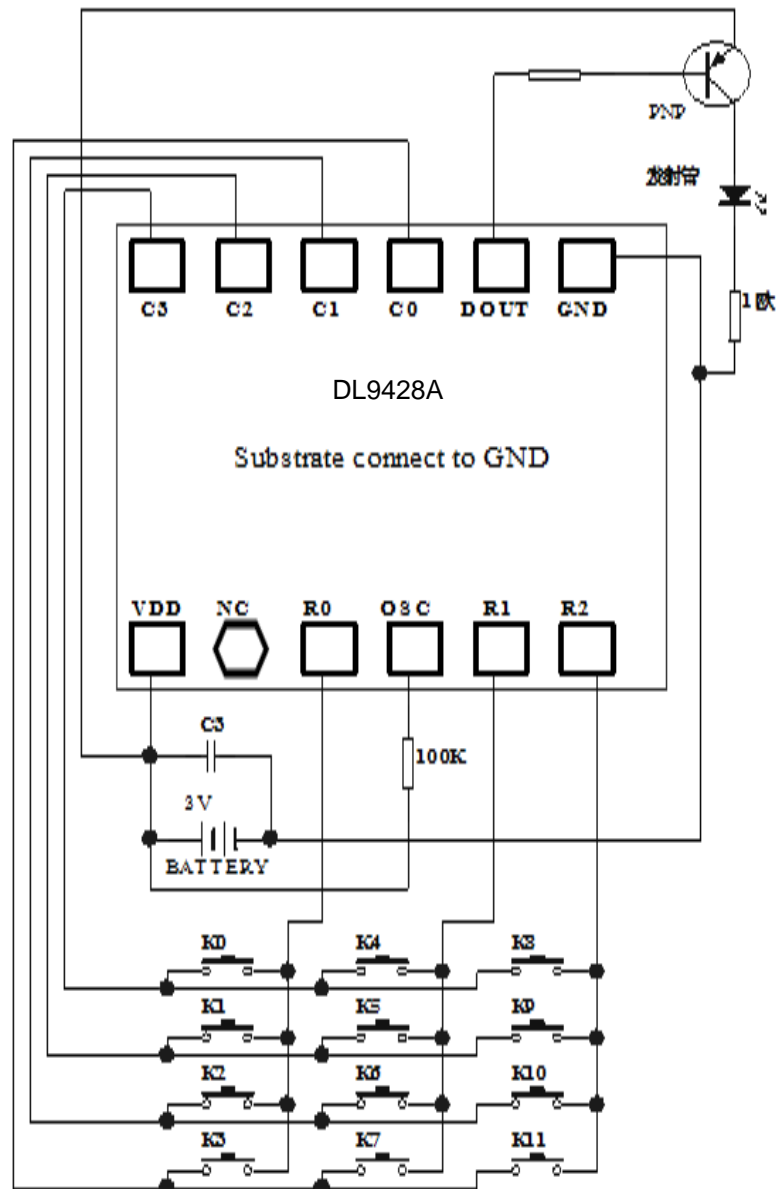 PNP
发射管
C3 C2 C1 C0 DOUT GND
1欧
DL9428A
Substrate connect to GND
VDD NC R0 OSC R1 R2
C3
100K
3V
BATTERY
K0 K4 K8
K1 K5 K9
K2 K6 K10
K3 K7 K11